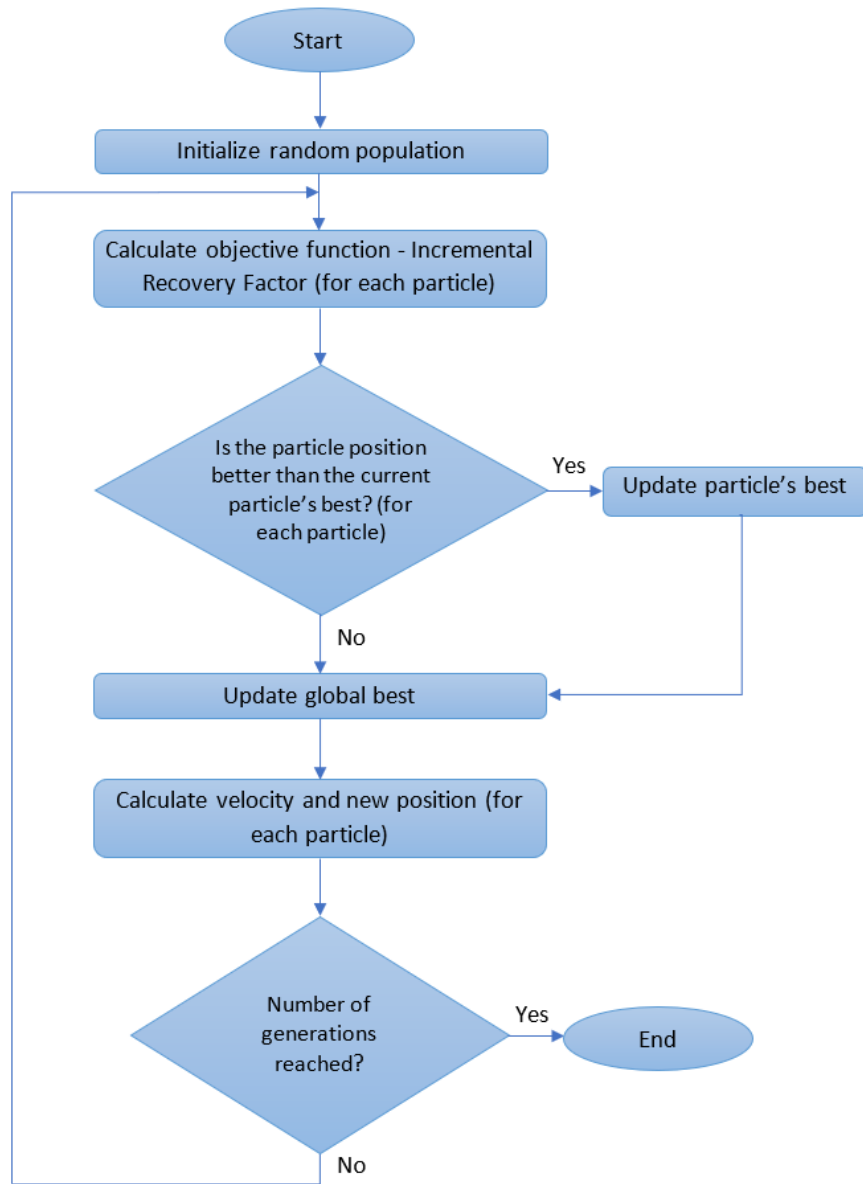 Start
Initialize random population
Calculate objective function - Incremental
Recovery Factor (for each particle)
Is the particle position
better than the current
particle’s best? (for
each particle)
Yes
Update particle’s best
No
Update global best
Calculate velocity and new position (for
each particle)
Number of
generations
reached?
Yes
End
No